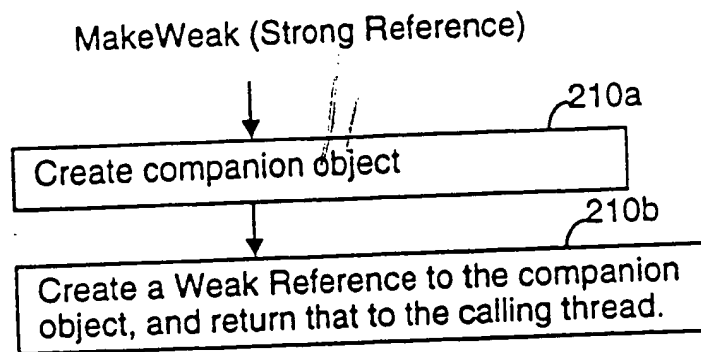 MakeWeak (Strong Reference)
210a
Create companion object
210b
Create a Weak Reference to the companion
object, and return that to the calling thread.